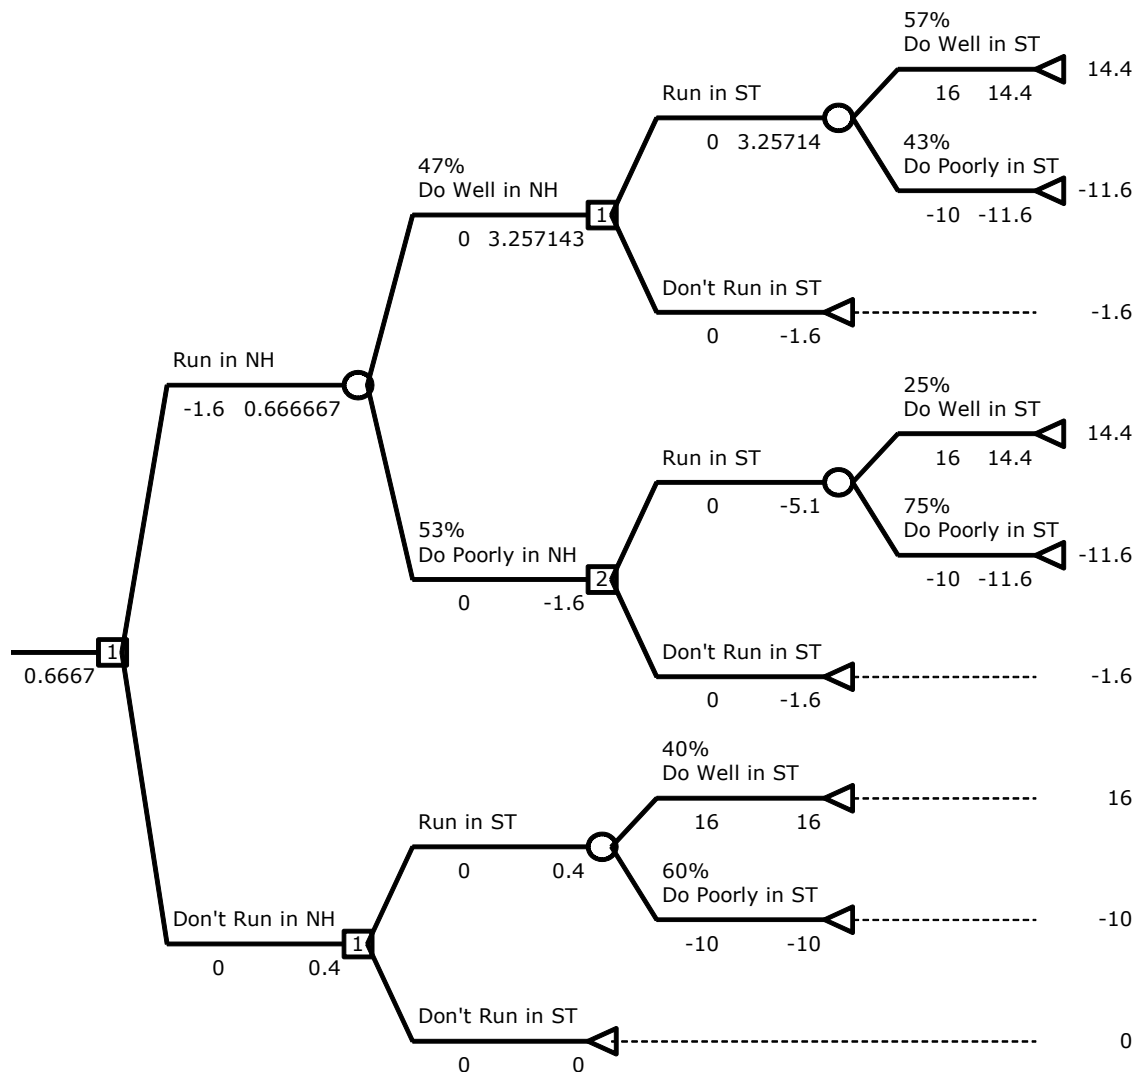 57%
Do Well in ST
14.4
16 14.4
Run in ST
0 3.25714
43%
Do Poorly in ST
-11.6
-10 -11.6
47%
Do Well in NH
1
0 3.257143
Don't Run in ST
-1.6
0 -1.6
Run in NH
-1.6 0.666667
25%
Do Well in ST
14.4
16 14.4
Run in ST
0 -5.1
75%
Do Poorly in ST
-11.6
-10 -11.6
53%
Do Poorly in NH
2
0 -1.6
Don't Run in ST
-1.6
0 -1.6
1
0.6667
40%
Do Well in ST
16
16 16
Run in ST
0 0.4
60%
Do Poorly in ST
-10
-10 -10
Don't Run in NH
1
0 0.4
Don't Run in ST
0
0 0